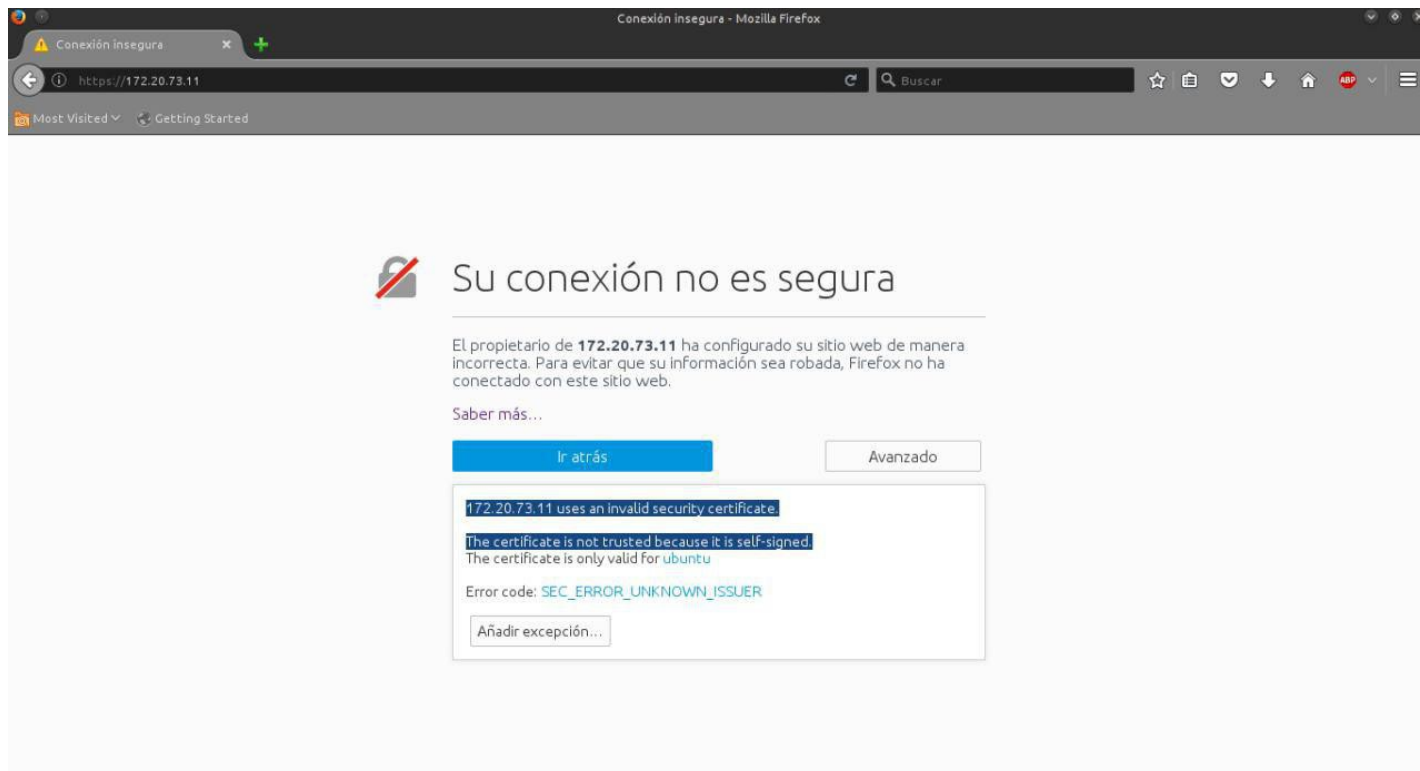 Conexión insegura - Mozilla Firefox
Conexión insegura
https://172.20.73.11
Buscar
ABP
Most Visited
Getting Started
Su conexión no es segura
El propietario de 172.20.73.11 ha configurado su sitio web de manera
incorrecta. Para evitar que su información sea robada, Firefox no ha
conectado con este sitio web.
Saber más...
Ir atrás
Avanzado
172.20.73.11 uses an invalid security certificate.
The certificate is not trusted because it is self-signed.
The certificate is only valid for ubuntu
Error code: SEC_ERROR_UNKNOWN_ISSUER
Añadir excepción...